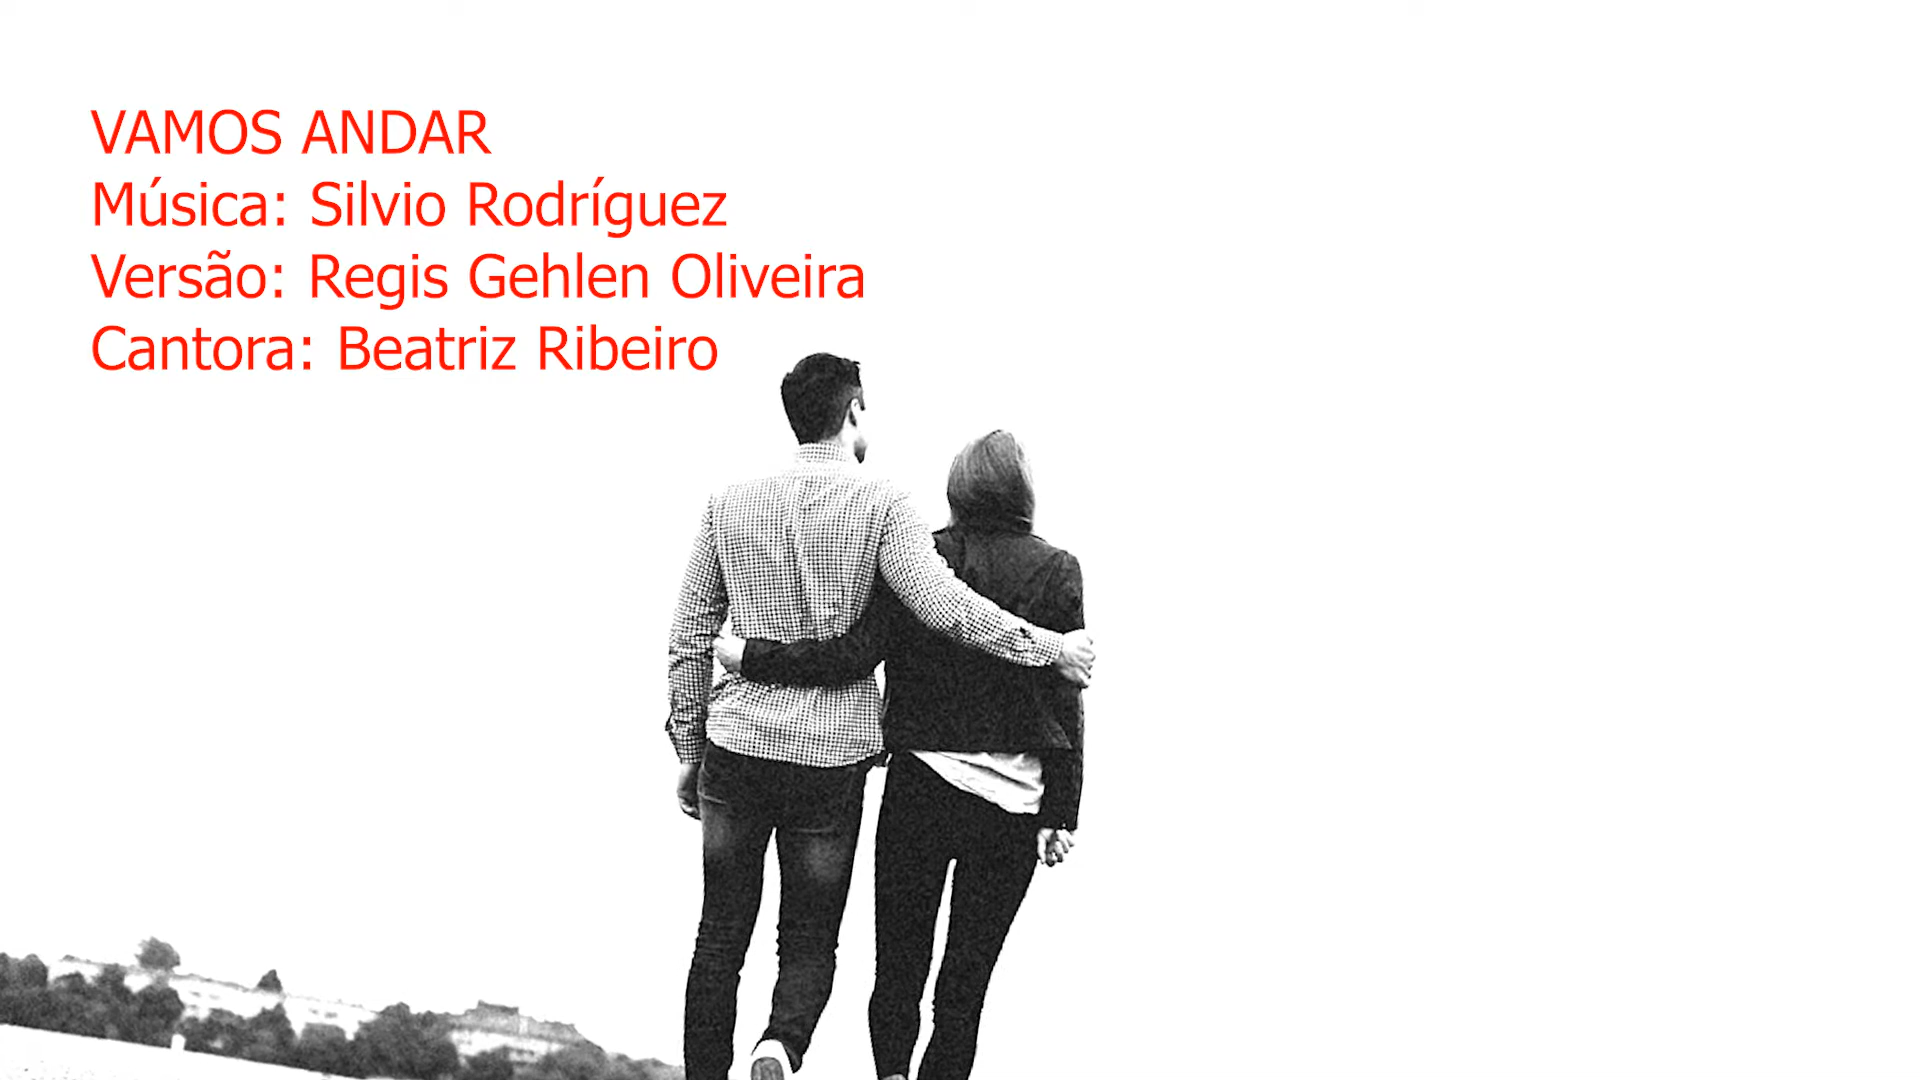 VAMOS ANDAR
Música: Silvio Rodríguez
Versão: Regis Gehlen Oliveira
Cantora: Beatriz Ribeiro